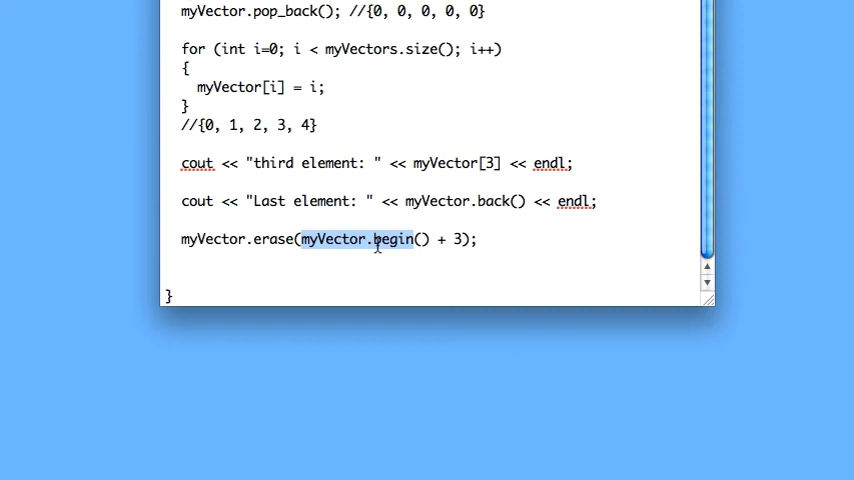 myVector.pop_back(); //{0, 0, 0, 0, 0}
for (int i=0; i < myVectors.size(); i++)
{
myVector[i] = i;
}
//{0, 1, 2, 3, 4}
cout << "third element: " << myVector[3] << endl;
cout << "Last element: " << myVector.back() << endl;
myVector.erase(myVector.begin() + 3);
}